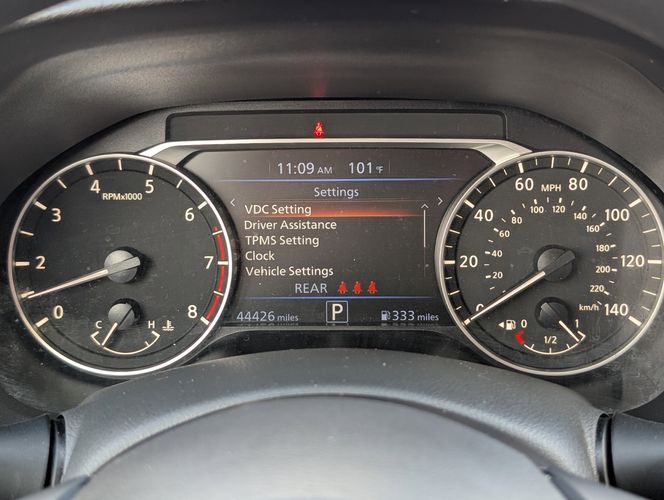 11:09 AM 101 °F
Settings
VDC Setting
Driver Assistance
TPMS Setting
Clock
Vehicle Settings
REAR
44426 miles P 333 miles
RPMx1000
0 2 3 4 5 6 7 8
C H
MPH
0 20 40 60 80 100 120 140
20 40 60 80 100 120 140 160 180 200 220
km/h
0 1/2 1